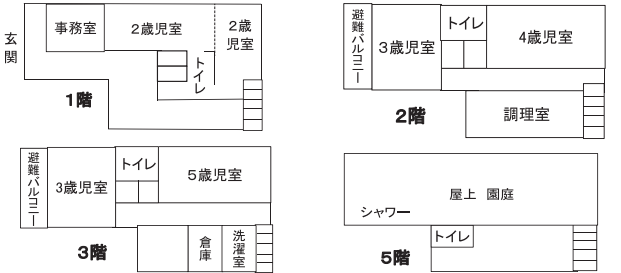 玄関
事務室
2歳児室
2歳
児室
トイレ
1階
避難バルコニー
3歳児室
トイレ
4歳児室
調理室
2階
避難バルコニー
3歳児室
トイレ
5歳児室
倉庫
洗濯室
3階
屋上 園庭
シャワー
トイレ
5階